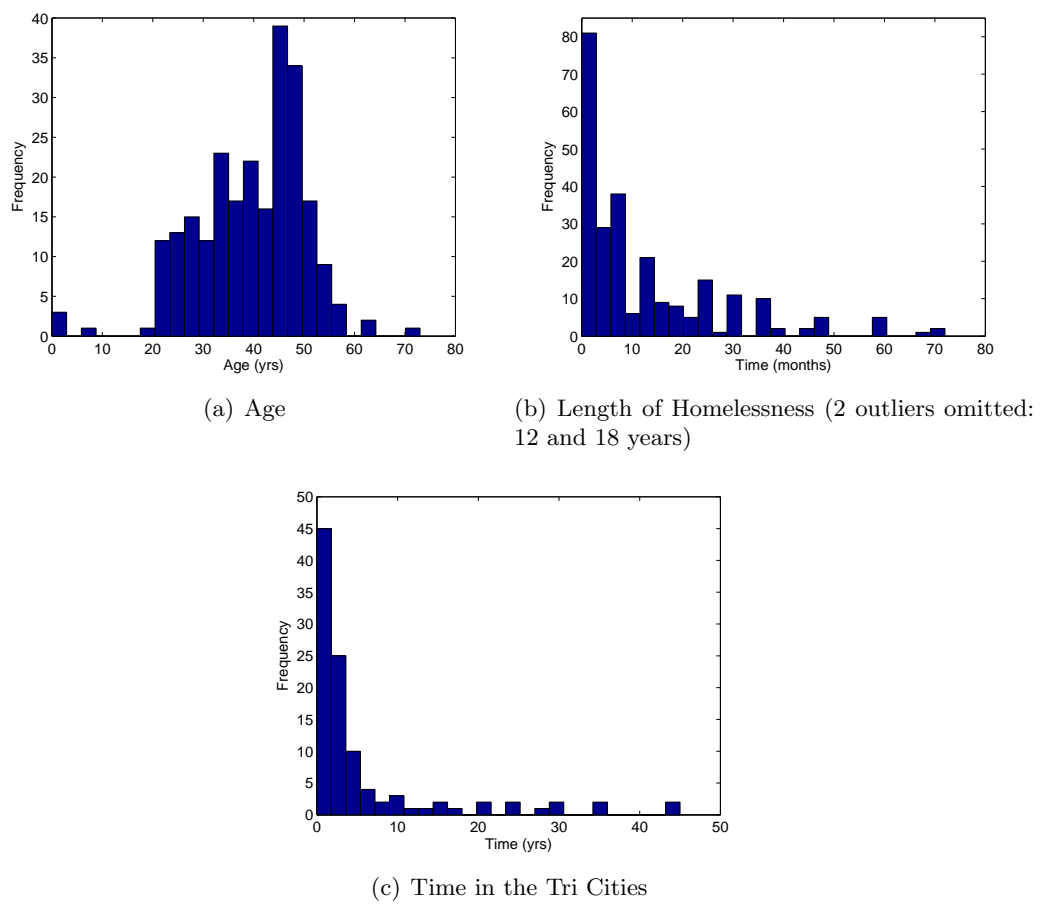 40
35
30
25
20
15
10
5
0
Frequency
0 10 20 30 40 50 60 70 80
Age (yrs)
(a) Age
80
70
60
50
40
30
20
10
0
Frequency
0 10 20 30 40 50 60 70 80
Time (months)
(b) Length of Homelessness (2 outliers omitted:
12 and 18 years)
50
45
40
35
30
25
20
15
10
5
0
Frequency
0 10 20 30 40 50
Time (yrs)
(c) Time in the Tri Cities